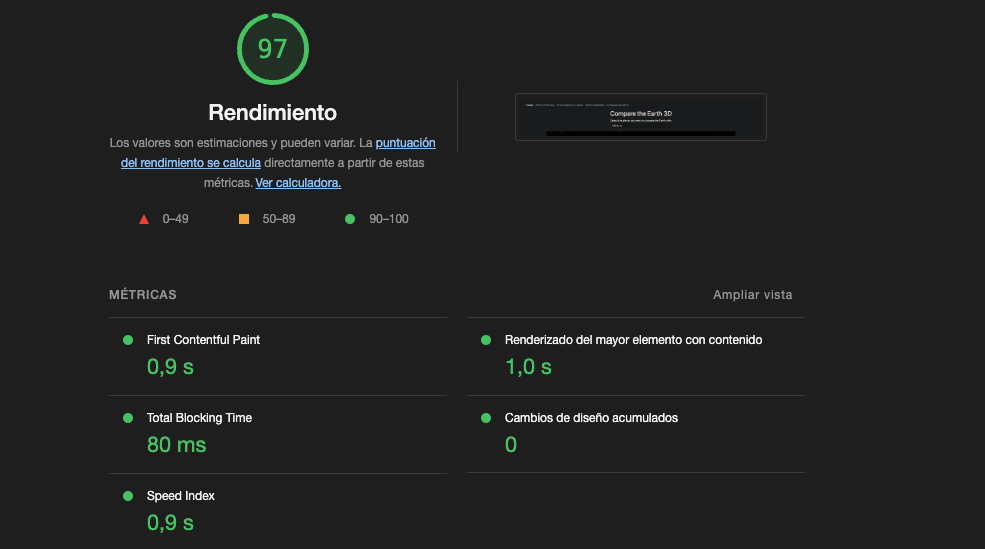 97
Rendimiento
Los valores son estimaciones y pueden variar. La puntuación
del rendimiento se calcula directamente a partir de estas
métricas. Ver calculadora.
0–49
50–89
90–100
Compare the Earth 3D
MÉTRICAS
Ampliar vista
First Contentful Paint
0,9 s
Renderizado del mayor elemento con contenido
1,0 s
Total Blocking Time
80 ms
Cambios de diseño acumulados
0
Speed Index
0,9 s